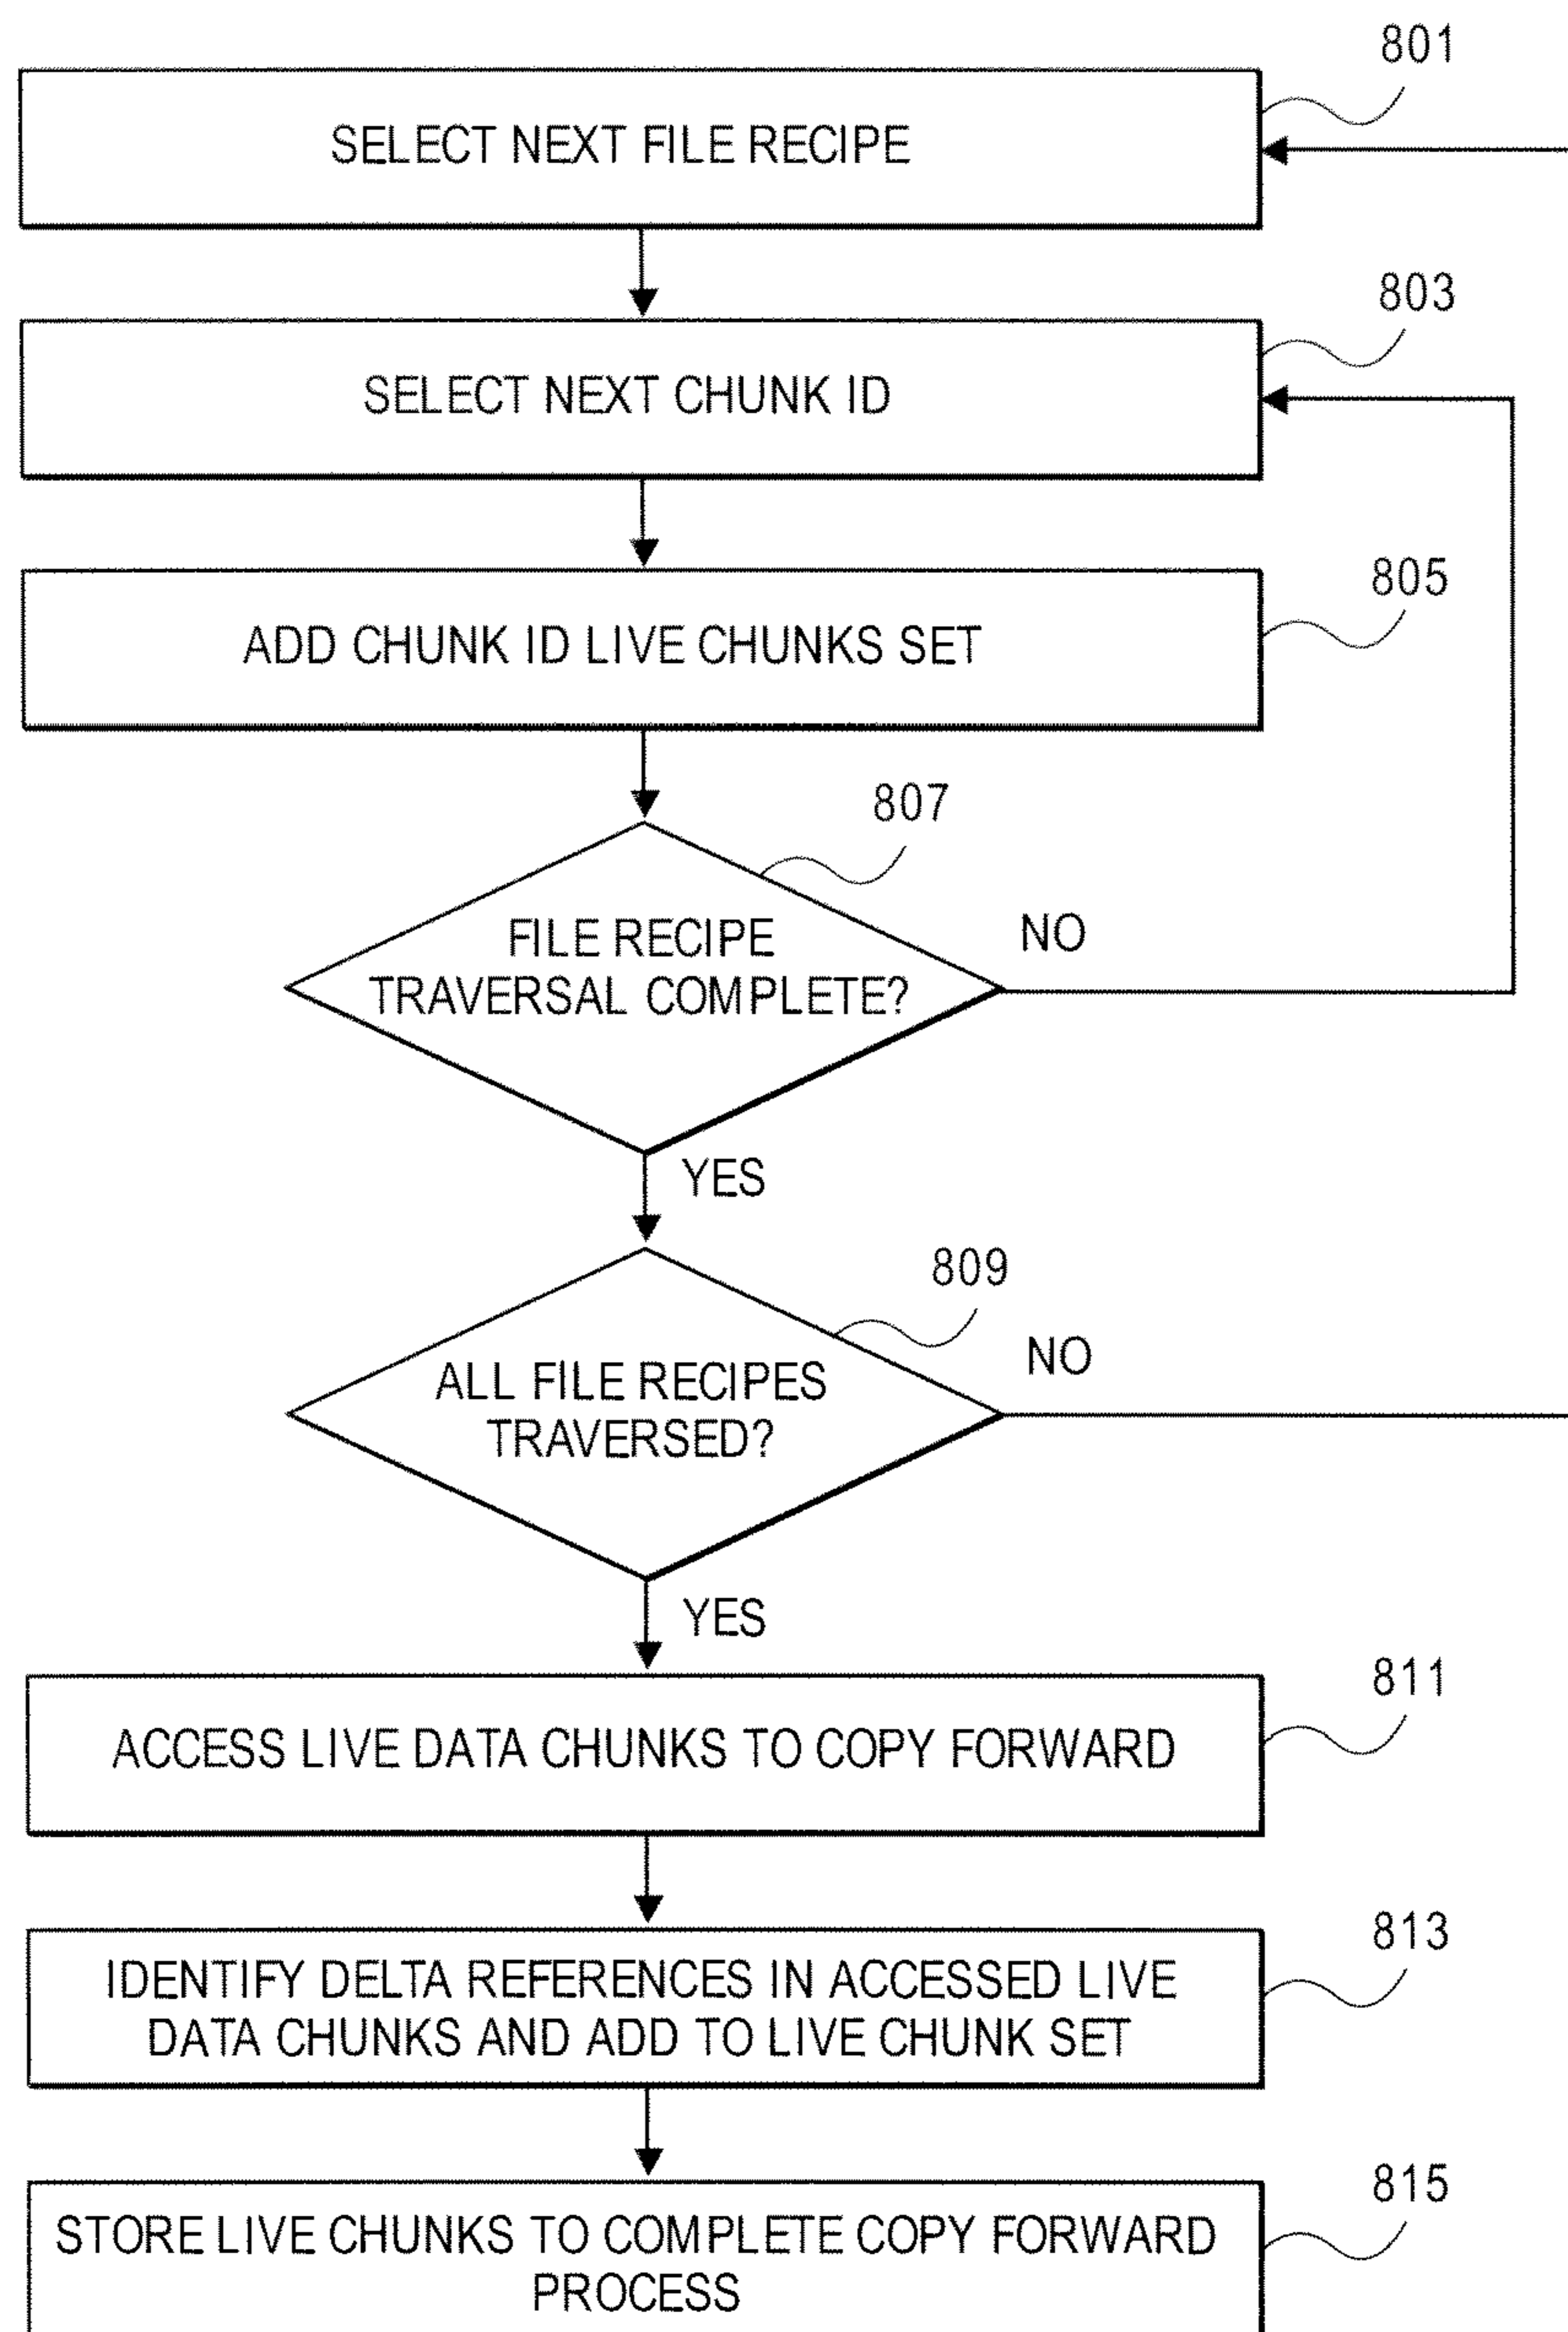 801
SELECT NEXT FILE RECIPE
803
SELECT NEXT CHUNK ID
805
ADD CHUNK ID LIVE CHUNKS SET
807
FILE RECIPE
TRAVERSAL COMPLETE?
NO
YES
809
ALL FILE RECIPES
TRAVERSED?
NO
YES
811
ACCESS LIVE DATA CHUNKS TO COPY FORWARD
813
IDENTIFY DELTA REFERENCES IN ACCESSED LIVE
DATA CHUNKS AND ADD TO LIVE CHUNK SET
815
STORE LIVE CHUNKS TO COMPLETE COPY FORWARD
PROCESS